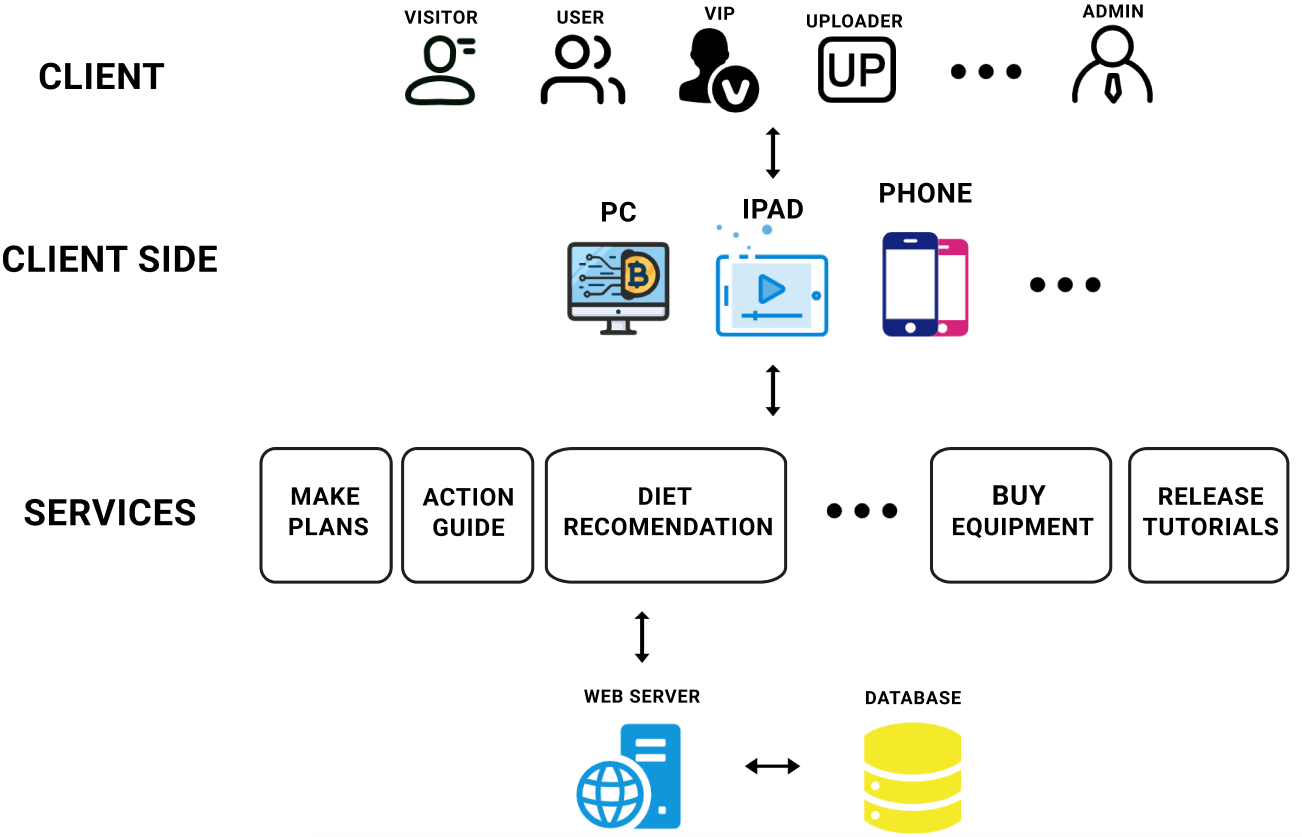 VISITOR
USER
VIP
UPLOADER
ADMIN
CLIENT
UP
V
PC
IPAD
PHONE
CLIENT SIDE
B
SERVICES
MAKE
PLANS
ACTION
GUIDE
DIET
RECOMENDATION
BUY
EQUIPMENT
RELEASE
TUTORIALS
WEB SERVER
DATABASE